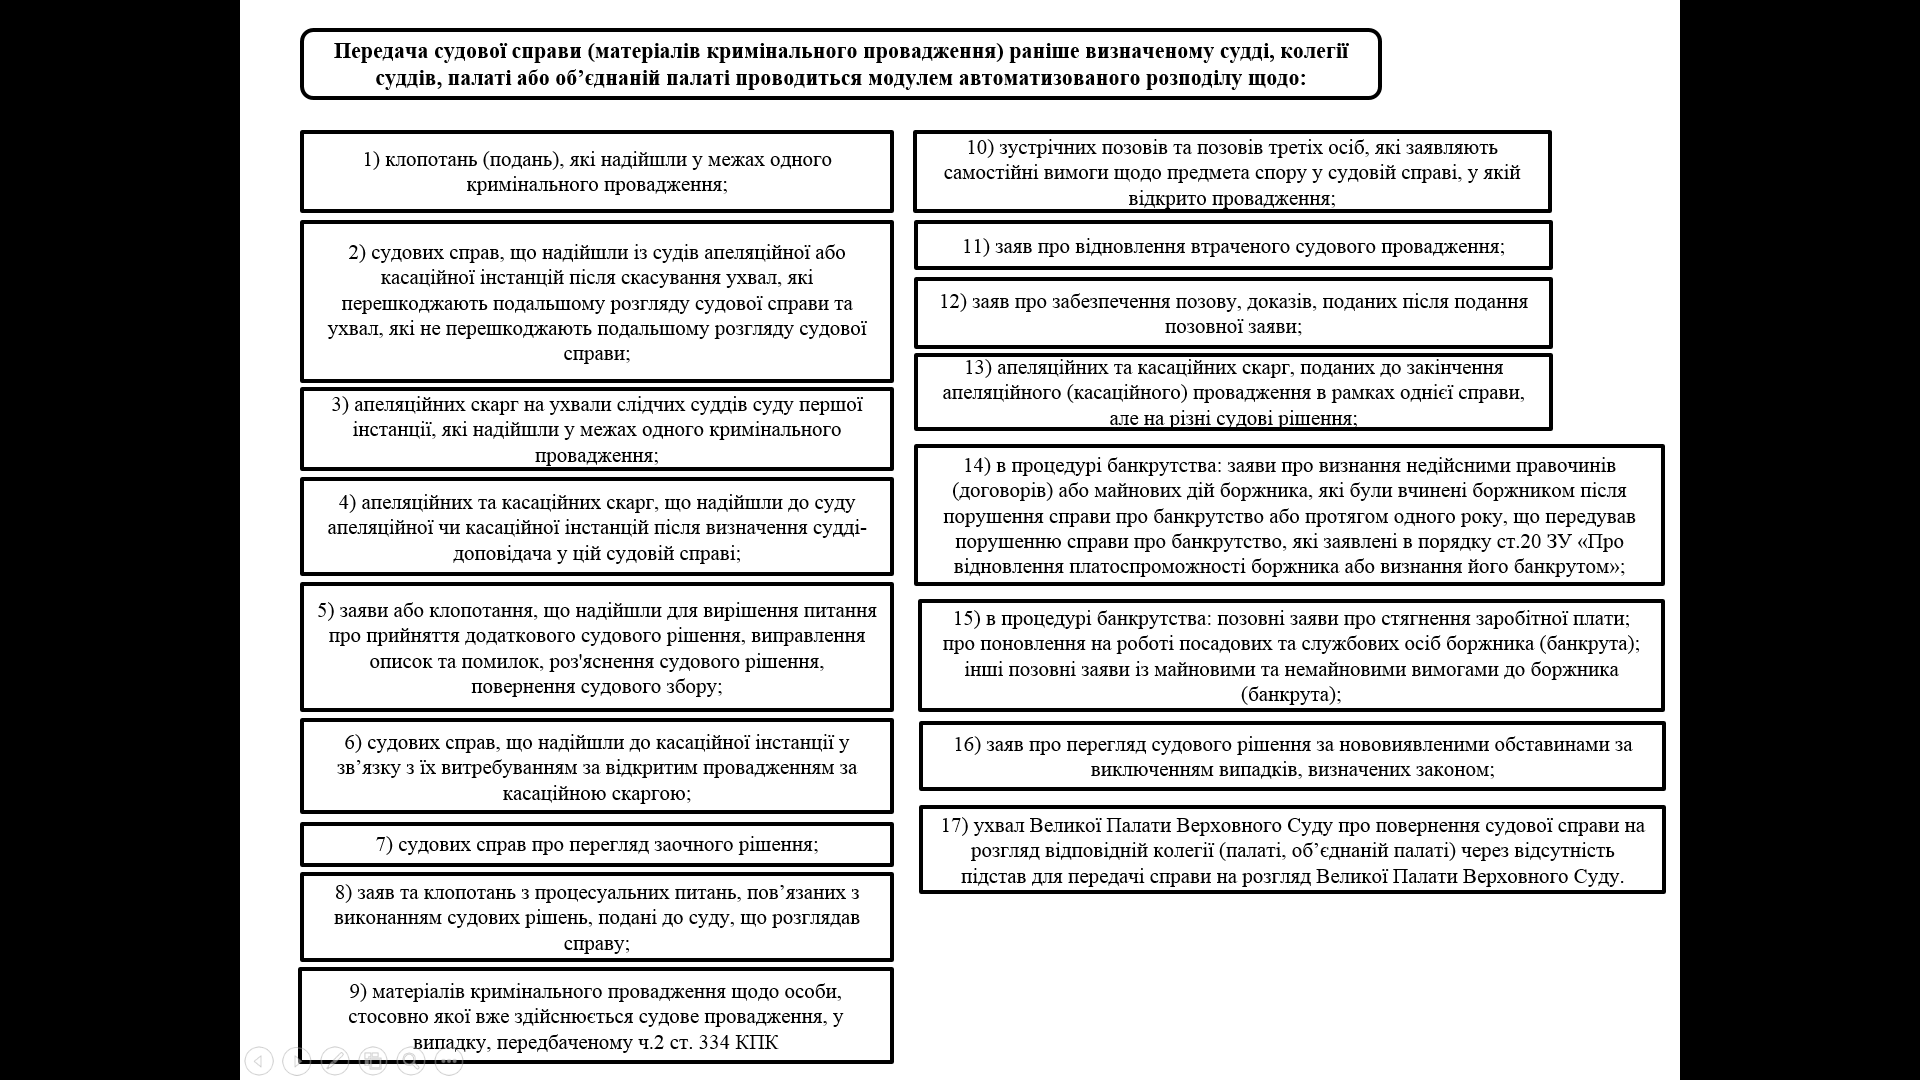 Передача судової справи (матеріалів кримінального провадження) раніше визначеному судді, колегії
суддів, палаті або об’єднаній палаті проводиться модулем автоматизованого розподілу щодо:
1) клопотань (подань), які надійшли у межах одного
кримінального провадження;
2) судових справ, що надійшли із судів апеляційної або
касаційної інстанцій після скасування ухвал, які
перешкоджають подальшому розгляду судової справи та
ухвал, які не перешкоджають подальшому розгляду судової
справи;
3) апеляційних скарг на ухвали слідчих суддів суду першої
інстанції, які надійшли у межах одного кримінального
провадження;
4) апеляційних та касаційних скарг, що надійшли до суду
апеляційної чи касаційної інстанцій після визначення судді-
доповідача у цій судовій справі;
5) заяви або клопотання, що надійшли для вирішення питання
про прийняття додаткового судового рішення, виправлення
описок та помилок, роз'яснення судового рішення,
повернення судового збору;
6) судових справ, що надійшли до касаційної інстанції у
зв’язку з їх витребуванням за відкритим провадженням за
касаційною скаргою;
7) судових справ про перегляд заочного рішення;
8) заяв та клопотань з процесуальних питань, пов’язаних з
виконанням судових рішень, подані до суду, що розглядав
справу;
9) матеріалів кримінального провадження щодо особи,
стосовно якої вже здійснюється судове провадження, у
випадку, передбаченому ч.2 ст. 334 КПК
10) зустрічних позовів та позовів третіх осіб, які заявляють
самостійні вимоги щодо предмета спору у судовій справі, у якій
відкрито провадження;
11) заяв про відновлення втраченого судового провадження;
12) заяв про забезпечення позову, доказів, поданих після подання
позовної заяви;
13) апеляційних та касаційних скарг, поданих до закінчення
апеляційного (касаційного) провадження в рамках однієї справи,
але на різні судові рішення;
14) в процедурі банкрутства: заяви про визнання недійсними правочинів
(договорів) або майнових дій боржника, які були вчинені боржником після
порушення справи про банкрутство або протягом одного року, що передував
порушенню справи про банкрутство, які заявлені в порядку ст.20 ЗУ «Про
відновлення платоспроможності боржника або визнання його банкрутом»;
15) в процедурі банкрутства: позовні заяви про стягнення заробітної плати;
про поновлення на роботі посадових та службових осіб боржника (банкрута);
інші позовні заяви із майновими та немайновими вимогами до боржника
(банкрута);
16) заяв про перегляд судового рішення за нововиявленими обставинами за
виключенням випадків, визначених законом;
17) ухвал Великої Палати Верховного Суду про повернення судової справи на
розгляд відповідній колегії (палаті, об’єднаній палаті) через відсутність
підстав для передачі справи на розгляд Великої Палати Верховного Суду.